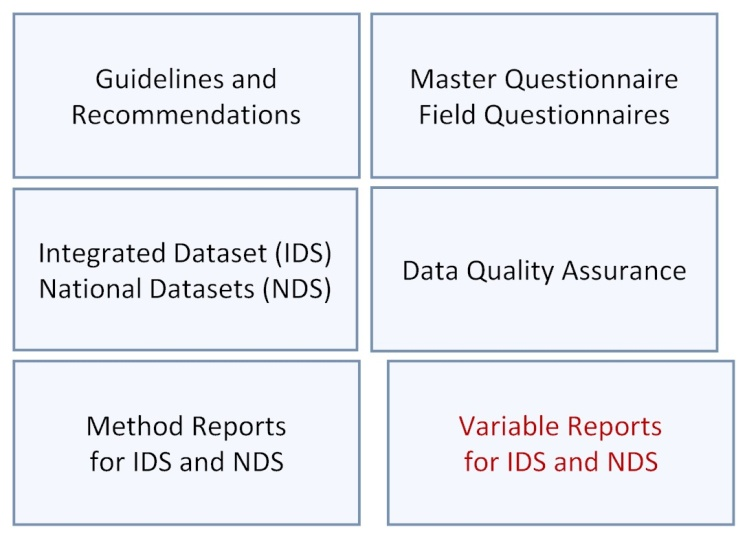 Guidelines and
Recommendations
Master Questionnaire
Field Questionnaires
Integrated Dataset (IDS)
National Datasets (NDS)
Data Quality Assurance
Method Reports
for IDS and NDS
Variable Reports
for IDS and NDS